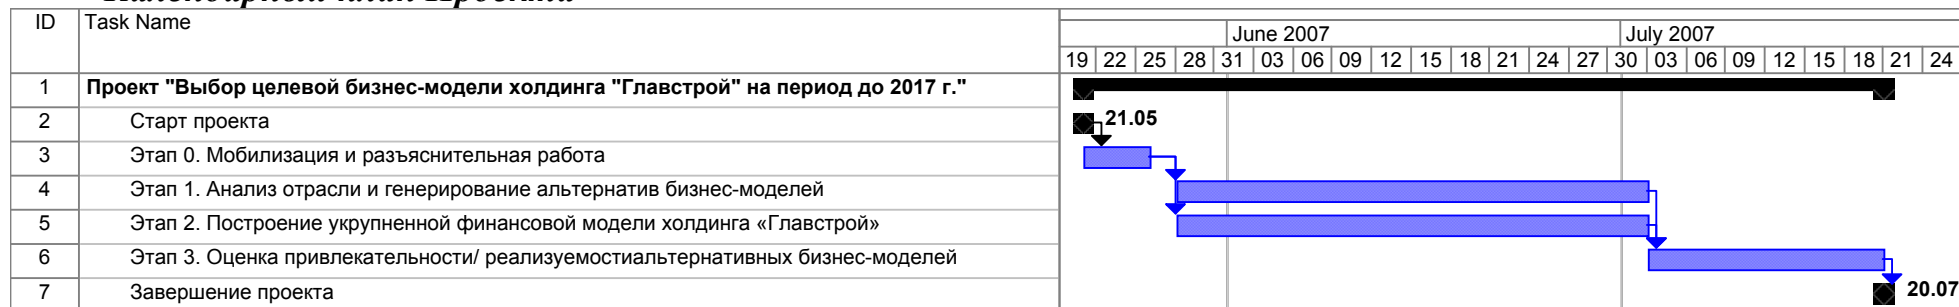 Календарный план Проекта
ID Task Name
June 2007 July 2007
19 22 25 28 31 03 06 09 12 15 18 21 24 27 30 03 06 09 12 15 18 21 24
1 Проект "Выбор целевой бизнес-модели холдинга "Главстрой" на период до 2017 г."
2 Старт проекта 21.05
3 Этап 0. Мобилизация и разъяснительная работа
4 Этап 1. Анализ отрасли и генерирование альтернатив бизнес-моделей
5 Этап 2. Построение укрупненной финансовой модели холдинга «Главстрой»
6 Этап 3. Оценка привлекательности/ реализуемостиальтернативных бизнес-моделей
7 Завершение проекта 20.07